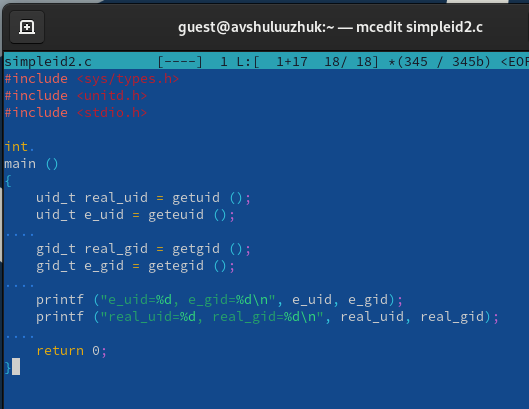 guest@avshuluuzhuk:~ — mcedit simpleid2.c
simpleid2.c [----] 1 L:[ 1+17 18/ 18] *(345 / 345b) <EOF
#include <sys/types.h>
#include <unitd.h>
#include <stdio.h>
int.
main ()
{
uid_t real_uid = getuid ();
uid_t e_uid = geteuid ();
....
gid_t real_gid = getgid ();
gid_t e_gid = getegid ();
....
printf ("e_uid=%d, e_gid=%d\n", e_uid, e_gid);
printf ("real_uid=%d, real_gid=%d\n", real_uid, real_gid);
....
return 0;
}